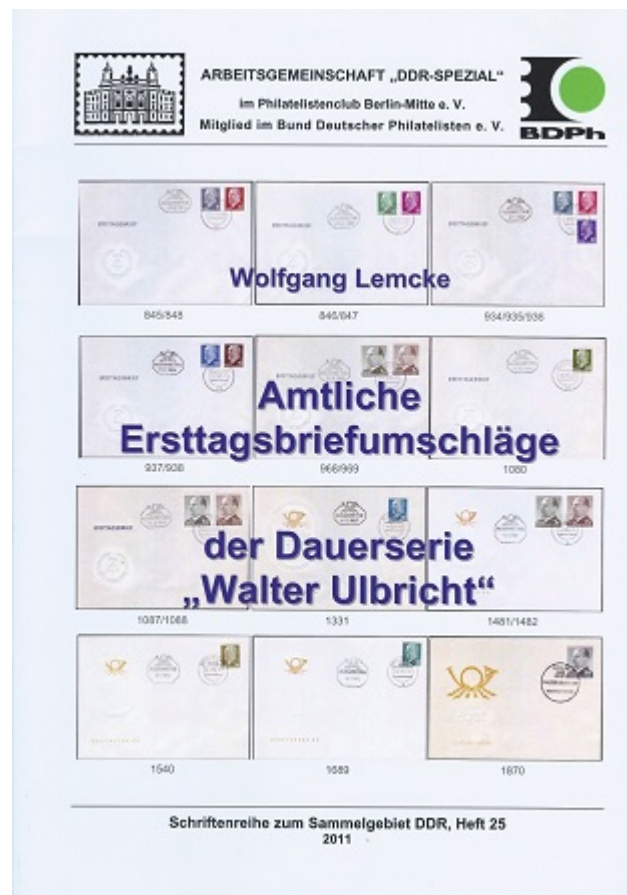 ARBEITSGEMEINSCHAFT „DDR-SPEZIAL“
im Philatelistenclub Berlin-Mitte e. V.
Mitglied im Bund Deutscher Philatelisten e. V.
BDPh
ERSTTAGSBRIEF
Wolfgang Lemcke
845/848
846/847
934/935/936
Amtliche
Ersttagsbriefumschläge
937/938
968/969
1080
ERSTTAGSBRIEF
der Dauerserie
„Walter Ulbricht“
1087/1088
1331
1481/1482
1540
1689
1870
Schriftenreihe zum Sammelgebiet DDR, Heft 25
2011